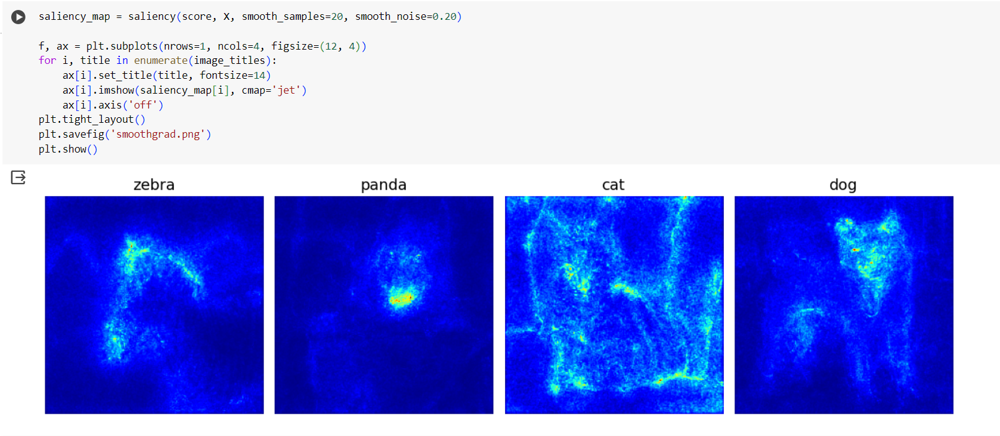 saliency_map = saliency(score, X, smooth_samples=20, smooth_noise=0.20)
f, ax = plt.subplots(nrows=1, ncols=4, figsize=(12, 4))
for i, title in enumerate(image_titles):
    ax[i].set_title(title, fontsize=14)
    ax[i].imshow(saliency_map[i], cmap='jet')
    ax[i].axis('off')
plt.tight_layout()
plt.savefig('smoothgrad.png')
plt.show()
zebra panda cat dog